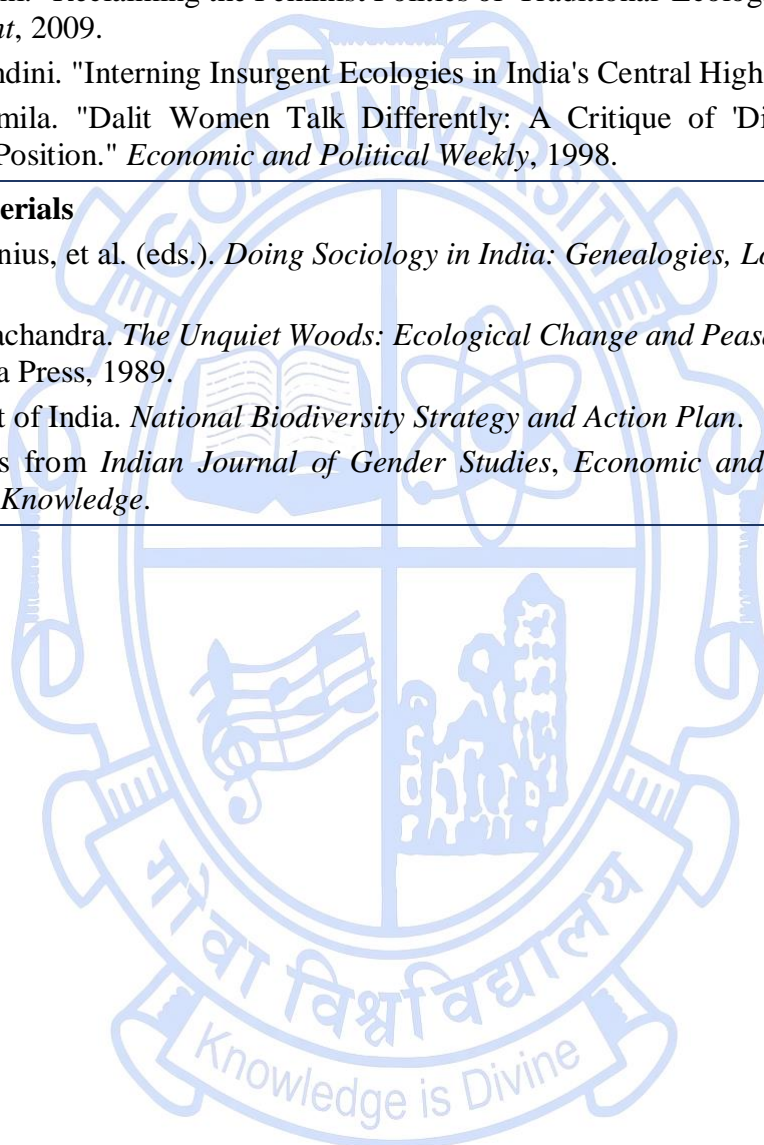 Reclaiming the Feminist Politics of 'Traditional Ecolog
nt, 2009.
ndini. "Interning Insurgent Ecologies in India's Central High
mila. "Dalit Women Talk Differently: A Critique of 'Di
Position." Economic and Political Weekly, 1998.
erials
nius, et al. (eds.). Doing Sociology in India: Genealogies, Lo
achandra. The Unquiet Woods: Ecological Change and Peas
a Press, 1989.
t of India. National Biodiversity Strategy and Action Plan.
s from Indian Journal of Gender Studies, Economic and
Knowledge.
GOA UNIVERSITY
गोंवा विश्वविद्यालय
Knowledge is Divine